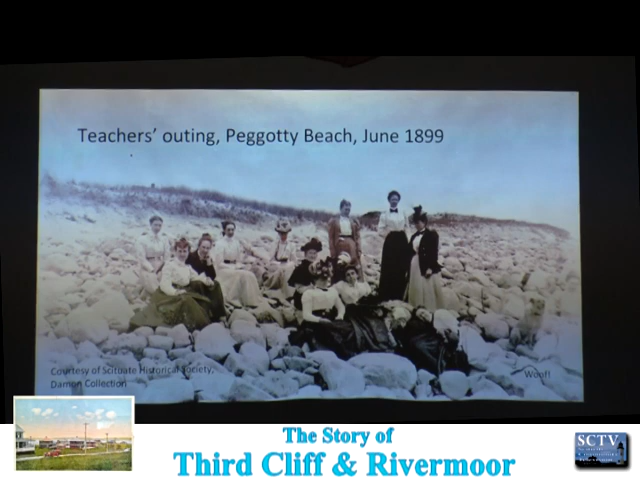 Teachers' outing, Peggotty Beach, June 1899
Courtesy of Scituate Historical Society,
Damon Collection
Woof!
The Story of
Third Cliff & Rivermoor
SCTV